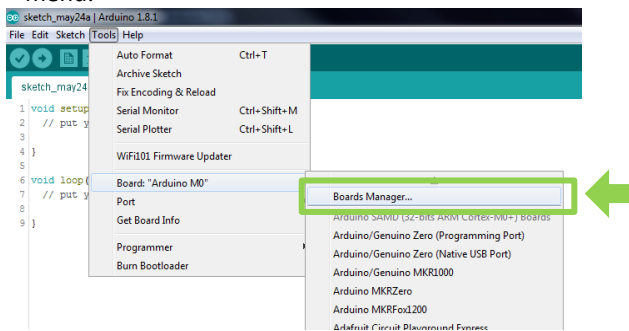 menu.
sketch_may24a | Arduino 1.8.1
File Edit Sketch Tools Help
sketch_may24
Auto Format Ctrl+T
Archive Sketch
Fix Encoding & Reload
Serial Monitor Ctrl+Shift+M
Serial Plotter Ctrl+Shift+L
WiFi101 Firmware Updater
Board: "Arduino M0"
Port
Get Board Info
Programmer
Burn Bootloader
1 void setup
2 // put y
3
4 }
5
6 void loop(
7 // put y
8
9 }
Boards Manager...
Arduino SAMD (32-bits ARM Cortex-M0+) Boards
Arduino/Genuino Zero (Programming Port)
Arduino/Genuino Zero (Native USB Port)
Arduino/Genuino MKR1000
Arduino MKRZero
Arduino MKRFox1200
Adafruit Circuit Playground Express